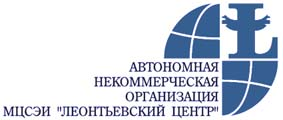 АВТОНОМНАЯ
НЕКОММЕРЧЕСКАЯ
ОРГАНИЗАЦИЯ
МЦСЭИ "ЛЕОНТЬЕВСКИЙ ЦЕНТР"